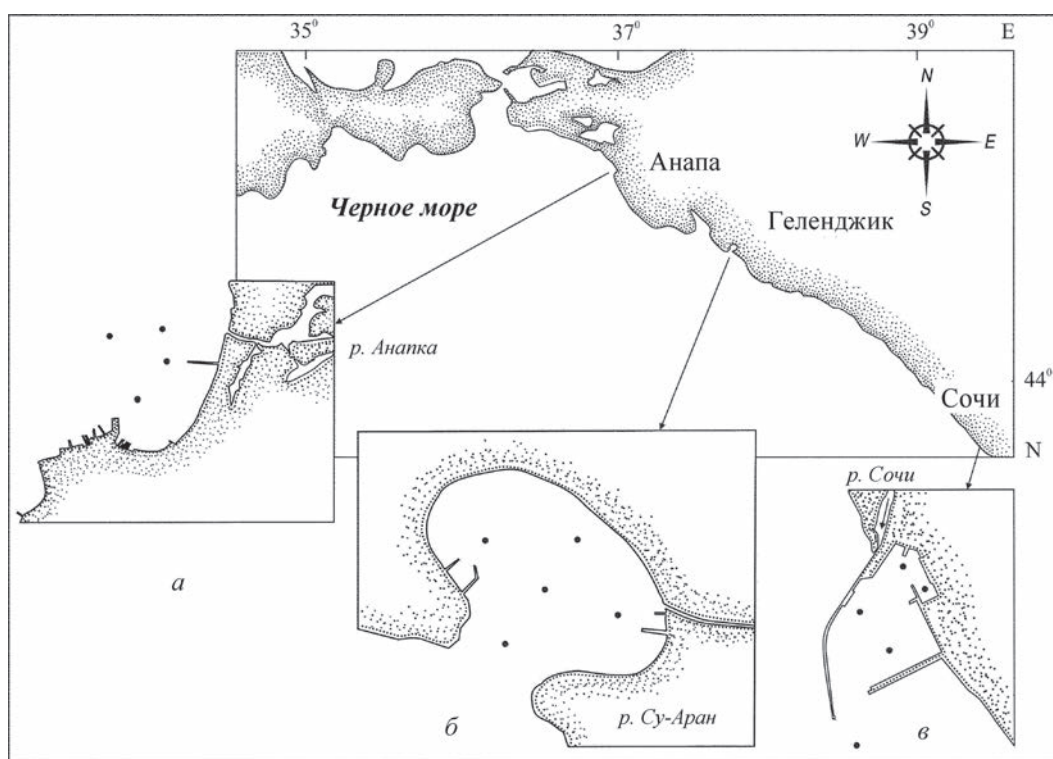 35⁰ 37⁰ 39⁰ E
N
W E
S
Анапа
Черное море
Геленджик
р. Анапка
44⁰
Сочи
N
р. Сочи
а
б
р. Су-Аран
в